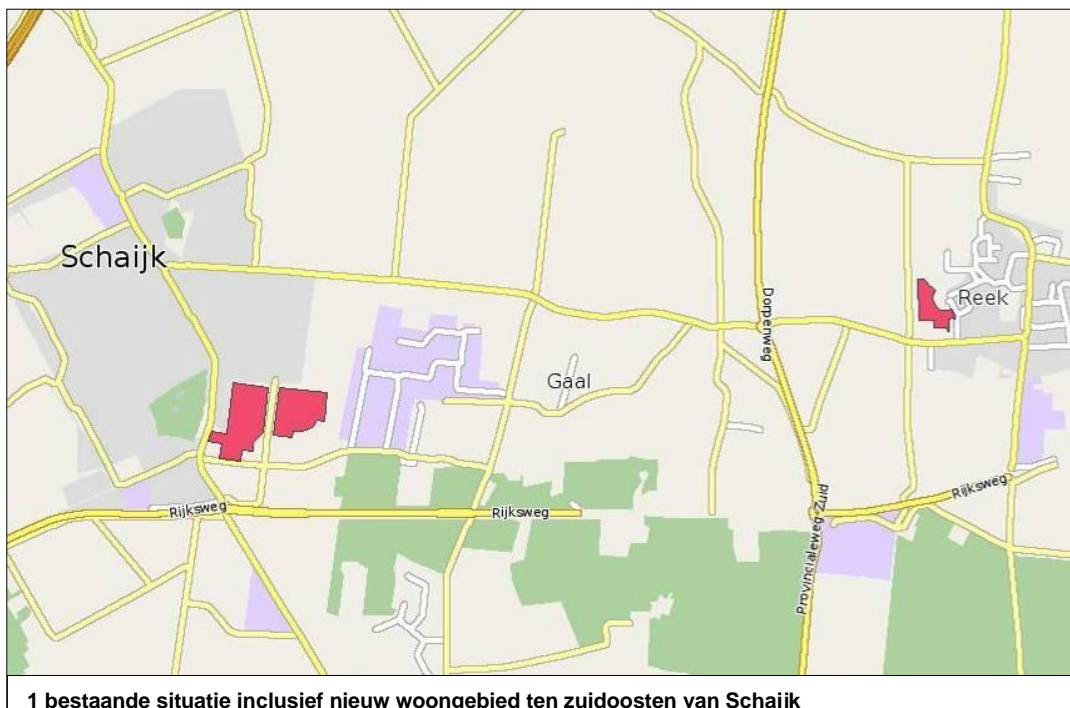 Schaijk
Dorpenweg
Reek
Gaal
Rijksweg
Rijksweg
Rijksweg
Provincialeweg-Zuid
1 bestaande situatie inclusief nieuw woongebied ten zuidoosten van Schaijk